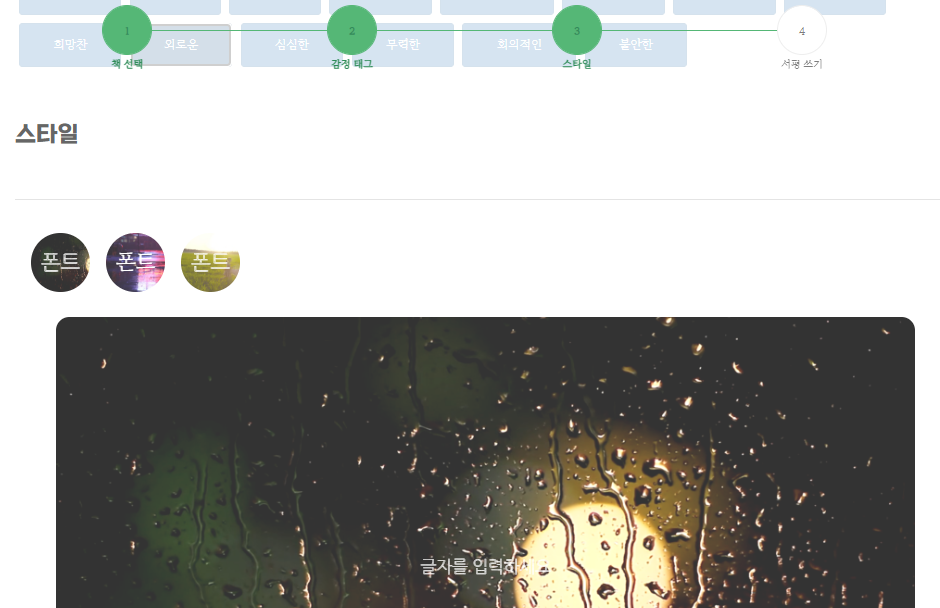 1 2 3 4
희망찬 외로운 심심한 무력한 회의적인 불안한
책 선택 감정 태그 스타일 서평 쓰기
스타일
폰트 폰트 폰트
글자를 입력하세요